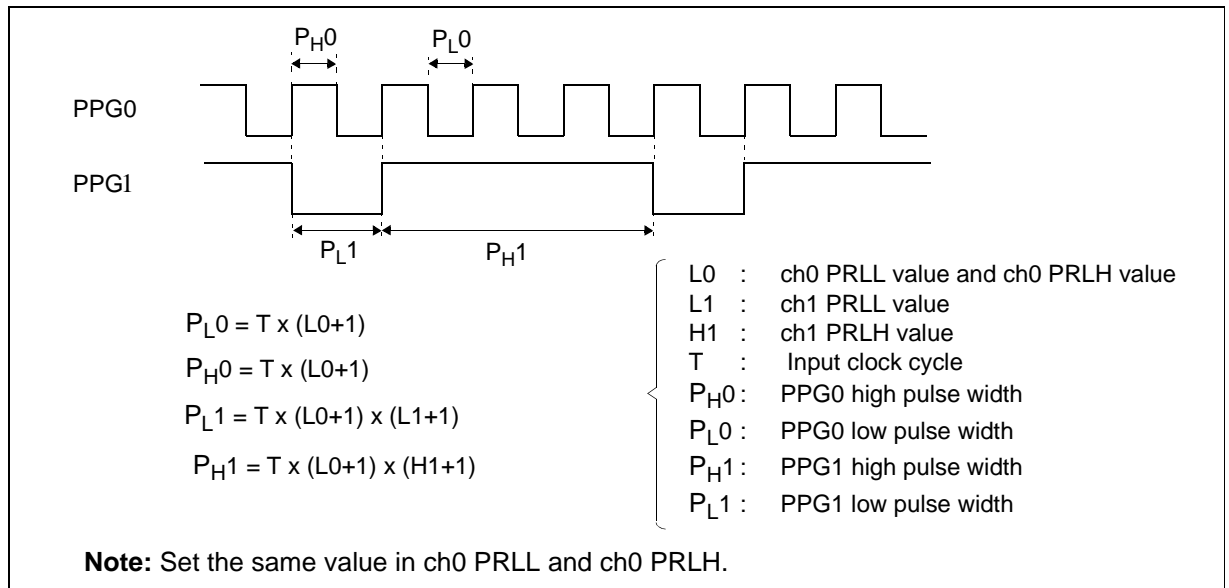 PH0 PL0
PPG0
PPG1
PL1 PH1
PL0 = T x (L0+1)
PH0 = T x (L0+1)
PL1 = T x (L0+1) x (L1+1)
PH1 = T x (L0+1) x (H1+1)
L0 : ch0 PRLL value and ch0 PRLH value
L1 : ch1 PRLL value
H1 : ch1 PRLH value
T : Input clock cycle
PH0 : PPG0 high pulse width
PL0 : PPG0 low pulse width
PH1 : PPG1 high pulse width
PL1 : PPG1 low pulse width
Note: Set the same value in ch0 PRLL and ch0 PRLH.